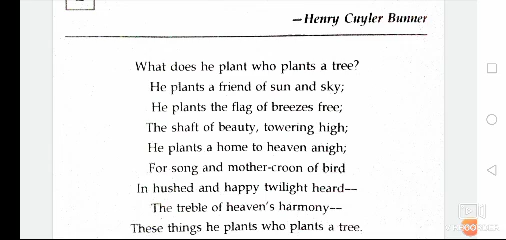 —Henry Cuyler Bunner
What does he plant who plants a tree?
He plants a friend of sun and sky;
He plants the flag of breezes free;
The shaft of beauty, towering high;
He plants a home to heaven anigh;
For song and mother-croon of bird
In hushed and happy twilight heard––
The treble of heaven's harmony––
These things he plants who plants a tree.